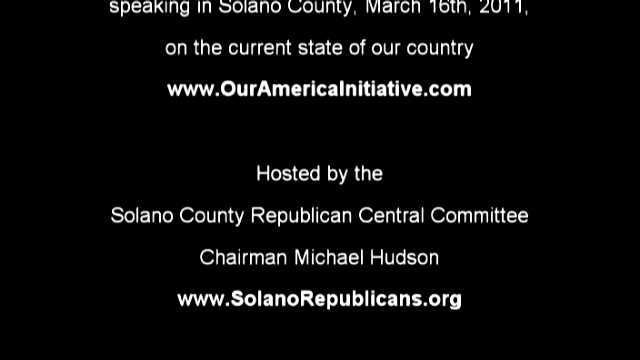 speaking in Solano County, March 16th, 2011,
on the current state of our country
www.OurAmericaInitiative.com
Hosted by the
Solano County Republican Central Committee
Chairman Michael Hudson
www.SolanoRepublicans.org